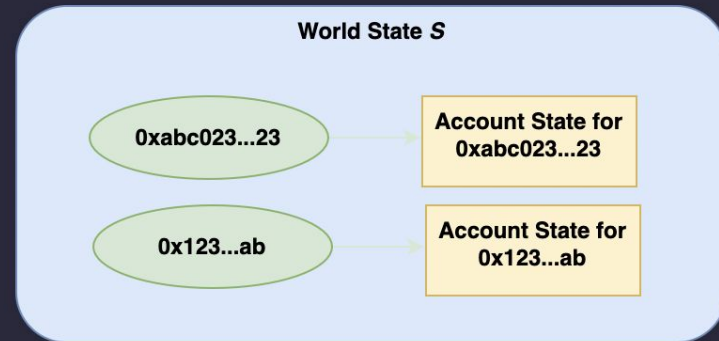 World State S
0xabc023...23
Account State for
0xabc023...23
0x123...ab
Account State for
0x123...ab